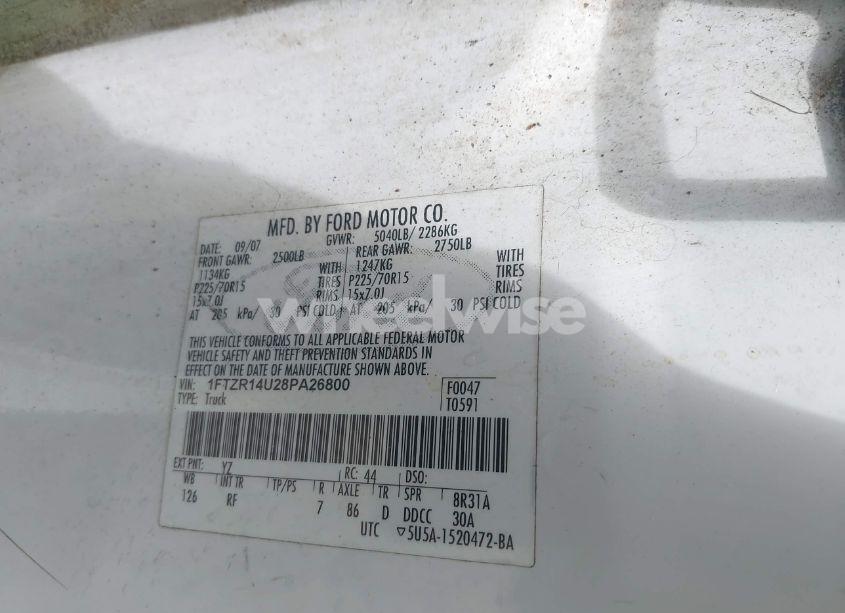 MFD. BY FORD MOTOR CO.
DATE: 09/07 GVWR: 5040LB/ 2286KG
FRONT GAWR: 2500LB REAR GAWR: 2750LB
1134KG WITH 1247KG WITH
P225/70R15 TIRES P225/70R15 TIRES
15x7.0J RIMS 15x7.0J RIMS
AT 205 kPa/ 30 PSI COLD AT 205 kPa/ 30 PSI COLD
wheelwise
THIS VEHICLE CONFORMS TO ALL APPLICABLE FEDERAL MOTOR
VEHICLE SAFETY AND THEFT PREVENTION STANDARDS IN
EFFECT ON THE DATE OF MANUFACTURE SHOWN ABOVE.
VIN: 1FTZR14U28PA26800 F0047
TYPE: Truck T0591
EXT PNT: YZ RC: 44 DSO:
WB INT TR TP/PS R AXLE TR SPR 8R31A
126 RF 7 86 D DDCC 30A
UTC ▽5U5A-1520472-BA